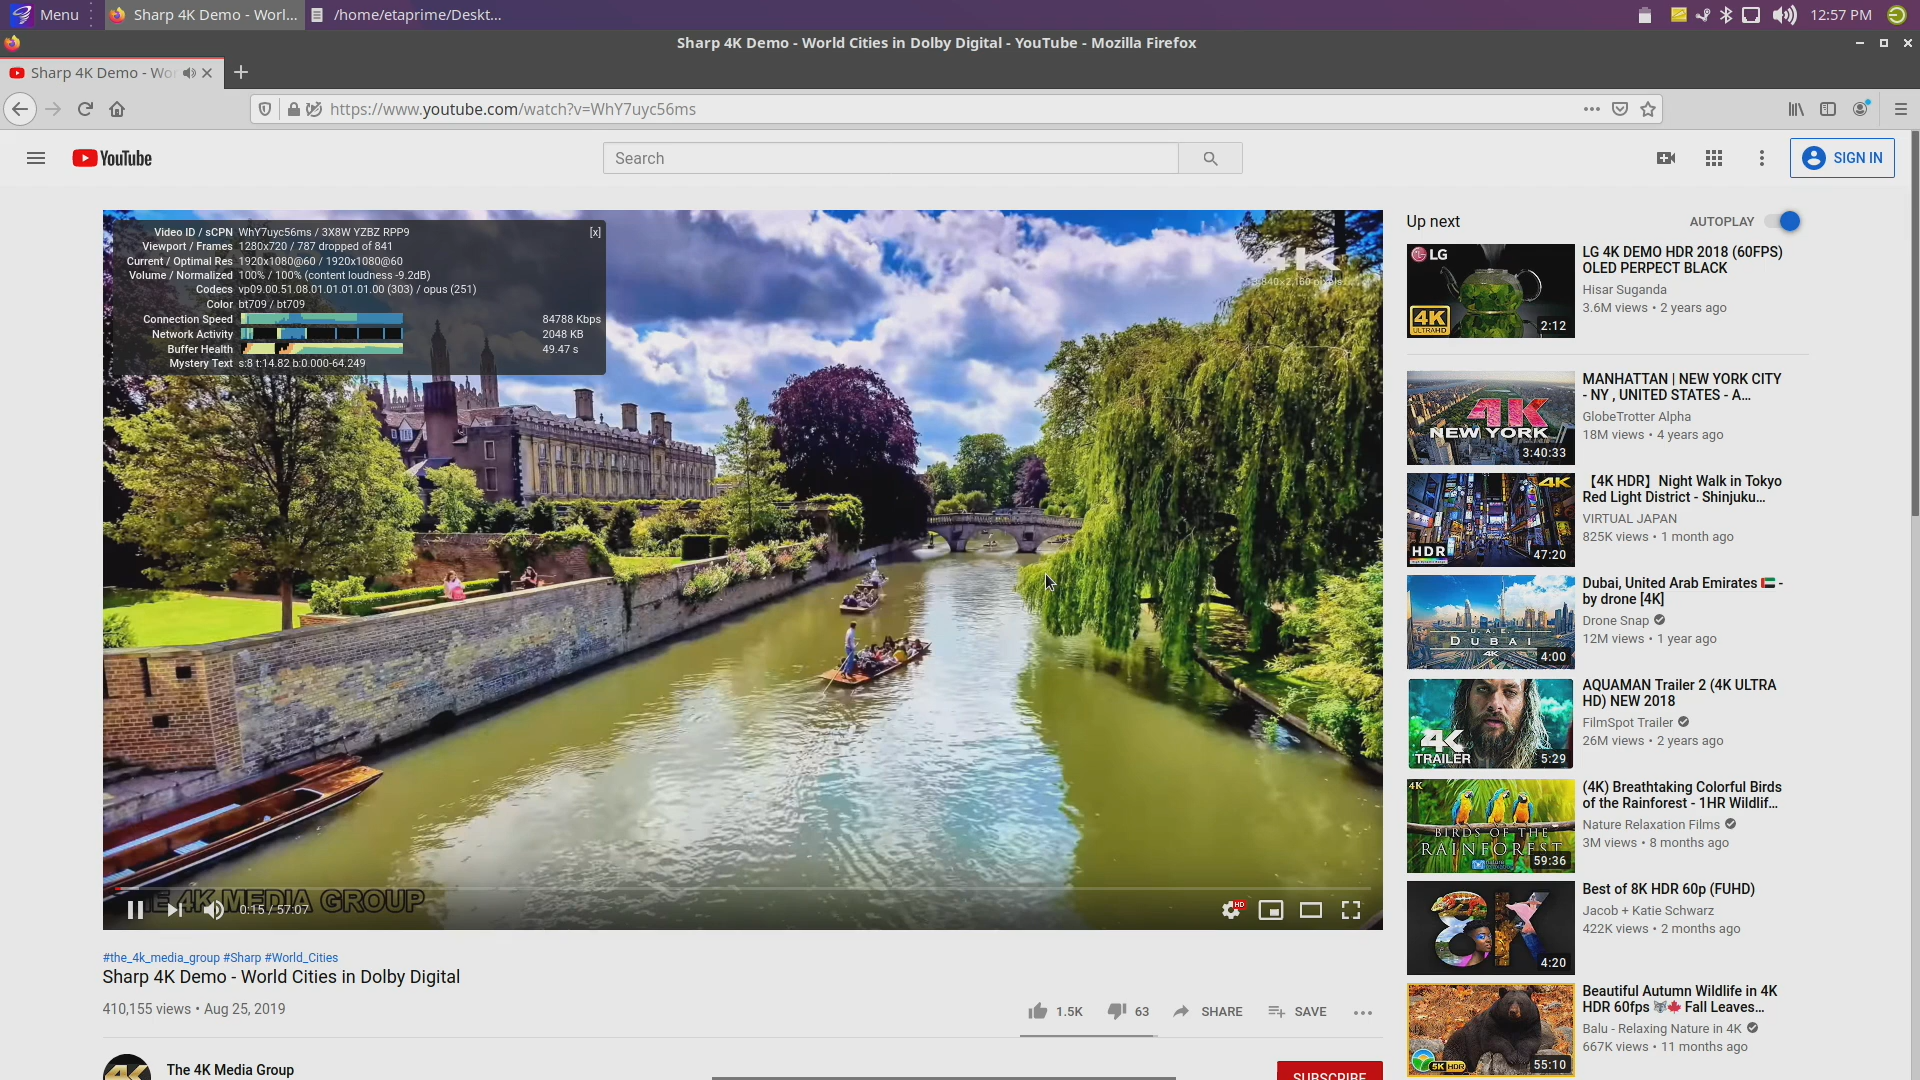 Menu
Sharp 4K Demo - Worl...
/home/etaprime/Deskt...
12:57 PM
Sharp 4K Demo - World Cities in Dolby Digital - YouTube - Mozilla Firefox
Sharp 4K Demo - Wor
https://www.youtube.com/watch?v=WhY7uyc56ms
YouTube
Search
SIGN IN
Video ID / sCPN WhY7uyc56ms / 3X8W YZBZ RPP9 [x]
Viewport / Frames 1280x720 / 787 dropped of 841
Current / Optimal Res 1920x1080@60 / 1920x1080@60
Volume / Normalized 100% / 100% (content loudness -9.2dB)
Codecs vp09.00.51.08.01.01.01.01.00 (303) / opus (251)
Color bt709 / bt709
Connection Speed 84788 Kbps
Network Activity 2048 KB
Buffer Health 49.47 s
Mystery Text s:8 t:14.82 b:0.000-64.249
4K
THE 4K MEDIA GROUP
0:15 / 57:07
HD
#the_4k_media_group #Sharp #World_Cities
Sharp 4K Demo - World Cities in Dolby Digital
410,155 views • Aug 25, 2019
1.5K
63
SHARE
SAVE
The 4K Media Group
SUBSCRIBE
Up next
AUTOPLAY
LG
4K
ULTRA HD
2:12
LG 4K DEMO HDR 2018 (60FPS)
OLED PERPECT BLACK
Hisar Suganda
3.6M views • 2 years ago
4K
NEW YORK
3:40:33
MANHATTAN | NEW YORK CITY
- NY , UNITED STATES - A...
GlobeTrotter Alpha
18M views • 4 years ago
4K
HDR
47:20
【4K HDR】Night Walk in Tokyo
Red Light District - Shinjuku...
VIRTUAL JAPAN
825K views • 1 month ago
U.A.E.
DUBAI
4K
4:00
Dubai, United Arab Emirates 🇦🇪 -
by drone [4K]
Drone Snap
12M views • 1 year ago
4K
TRAILER
5:29
AQUAMAN Trailer 2 (4K ULTRA
HD) NEW 2018
FilmSpot Trailer
26M views • 2 years ago
4K
BIRDS OF THE
RAINFOREST
59:36
(4K) Breathtaking Colorful Birds
of the Rainforest - 1HR Wildlif...
Nature Relaxation Films
3M views • 8 months ago
8K
4:20
Best of 8K HDR 60p (FUHD)
Jacob + Katie Schwarz
422K views • 2 months ago
5K HDR
55:10
Beautiful Autumn Wildlife in 4K
HDR 60fps 🐺🍁 Fall Leaves...
Balu - Relaxing Nature in 4K
667K views • 11 months ago